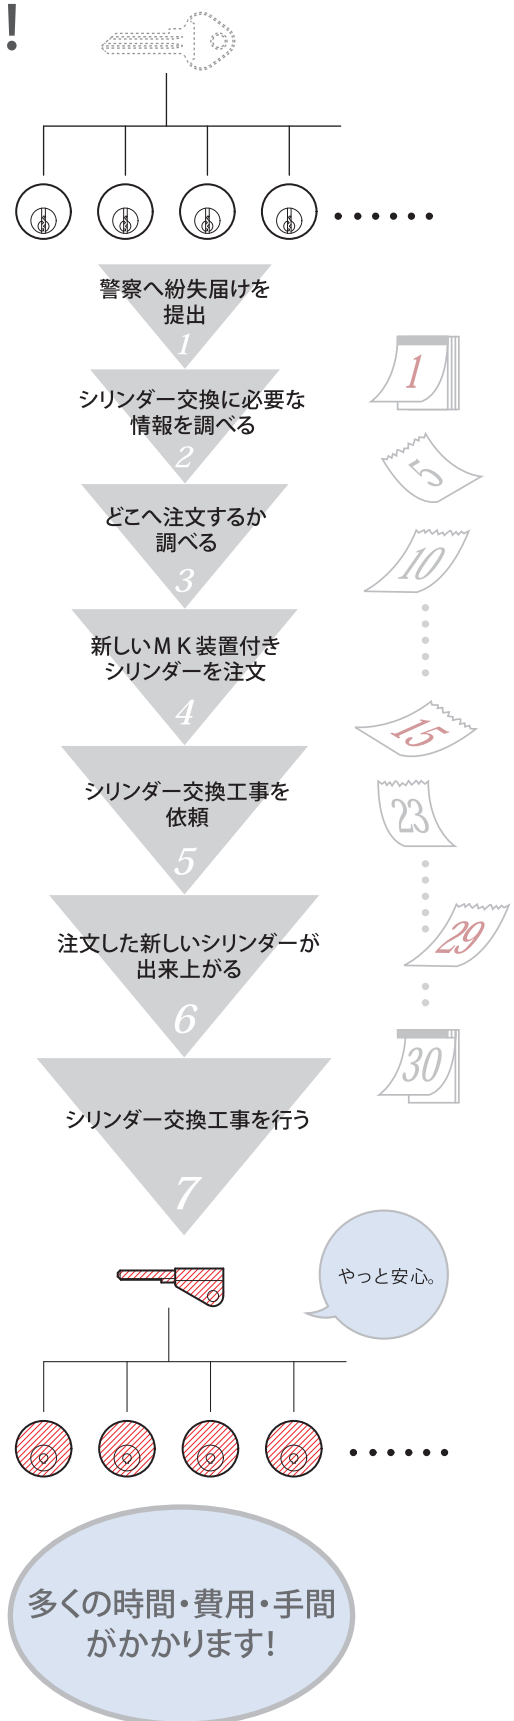 !
警察へ紛失届けを
提出
1
シリンダー交換に必要な
情報を調べる
2
どこへ注文するか
調べる
3
新しいMK装置付き
シリンダーを注文
4
シリンダー交換工事を
依頼
5
注文した新しいシリンダーが
出来上がる
6
シリンダー交換工事を行う
7
1
5
10
15
23
29
30
やっと安心。
多くの時間・費用・手間
がかかります!